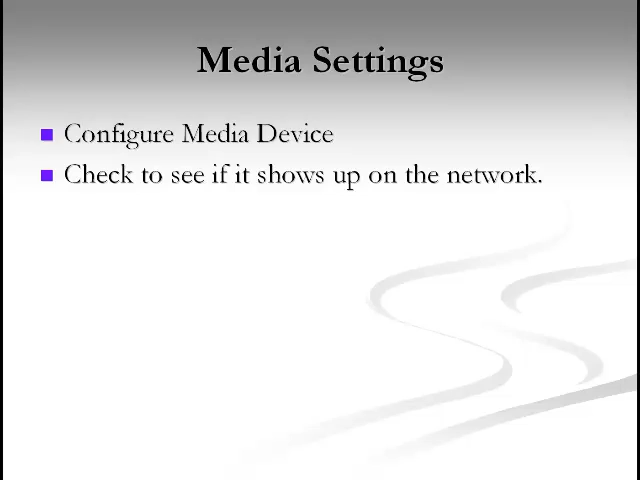 Media Settings
Configure Media Device
Check to see if it shows up on the network.